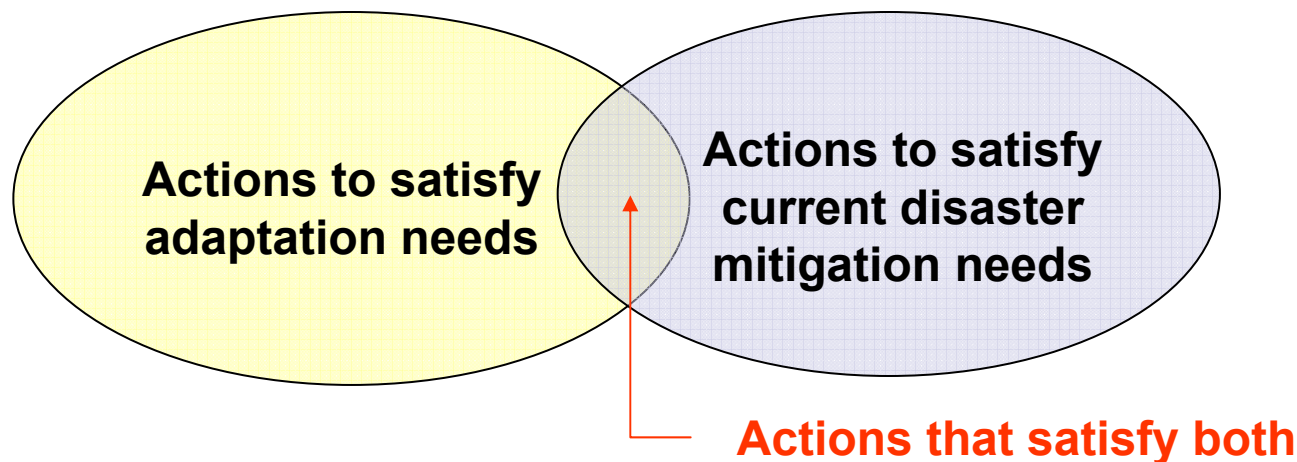 Actions to satisfy
adaptation needs
Actions to satisfy
current disaster
mitigation needs
Actions that satisfy both